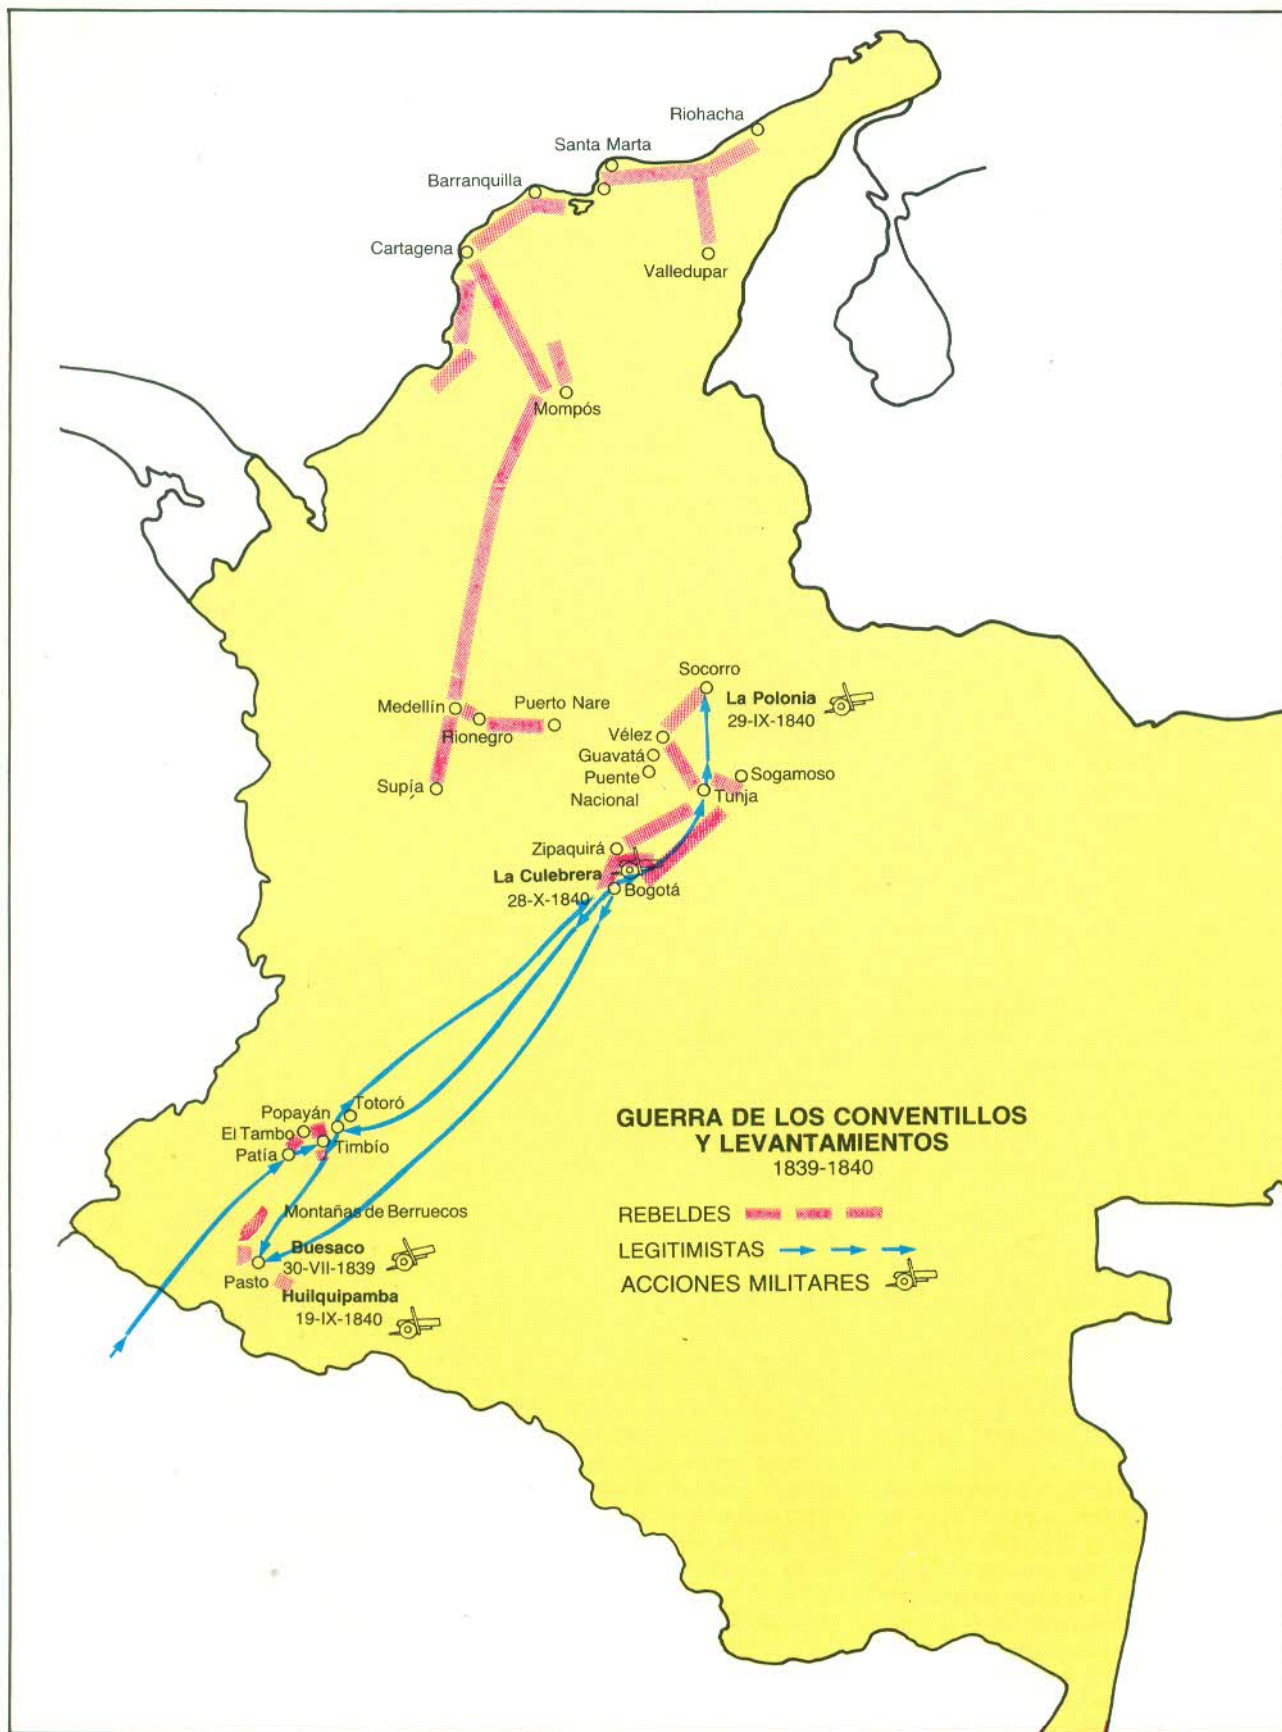 Riohacha
Santa Marta
Barranquilla
Cartagena
Valledupar
Mompós
Socorro
La Polonia
29-IX-1840
Medellín
Puerto Nare
Rionegro
Vélez
Guavatá
Puente
Nacional
Sogamoso
Tunja
Supía
Zipaquirá
La Culebrera
28-X-1840
Bogotá
Popayán
Totoró
El Tambo
Timbío
Patía
Montañas de Berruecos
Buesaco
30-VII-1839
Pasto
Huilquipamba
19-IX-1840
GUERRA DE LOS CONVENTILLOS
Y LEVANTAMIENTOS
1839-1840
REBELDES
LEGITIMISTAS
ACCIONES MILITARES